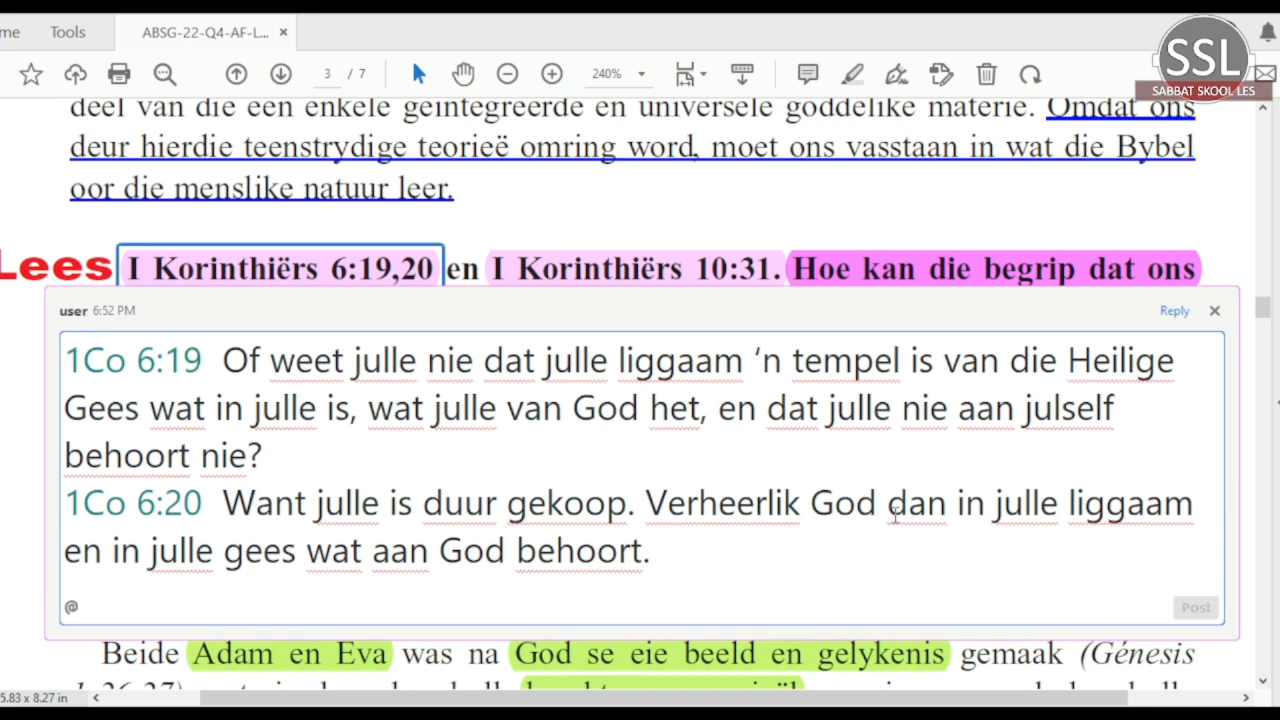 me Tools ABSG-22-Q4-AF-L... ×
SSL
SABBAT SKOOL LES
3 / 7 240%
deel van die een enkele geïntegreerde en universele goddelike materie. Omdat ons
deur hierdie teenstrydige teorieë omring word, moet ons vasstaan in wat die Bybel
oor die menslike natuur leer.
Lees I Korinthiërs 6:19,20 en I Korinthiërs 10:31. Hoe kan die begrip dat ons
user 6:52 PM Reply ×
1Co 6:19 Of weet julle nie dat julle liggaam ‘n tempel is van die Heilige
Gees wat in julle is, wat julle van God het, en dat julle nie aan julself
behoort nie?
1Co 6:20 Want julle is duur gekoop. Verheerlik God dan in julle liggaam
en in julle gees wat aan God behoort.
@ Post
Beide Adam en Eva was na God se eie beeld en gelykenis gemaak (Génesis
5.83 x 8.27 in